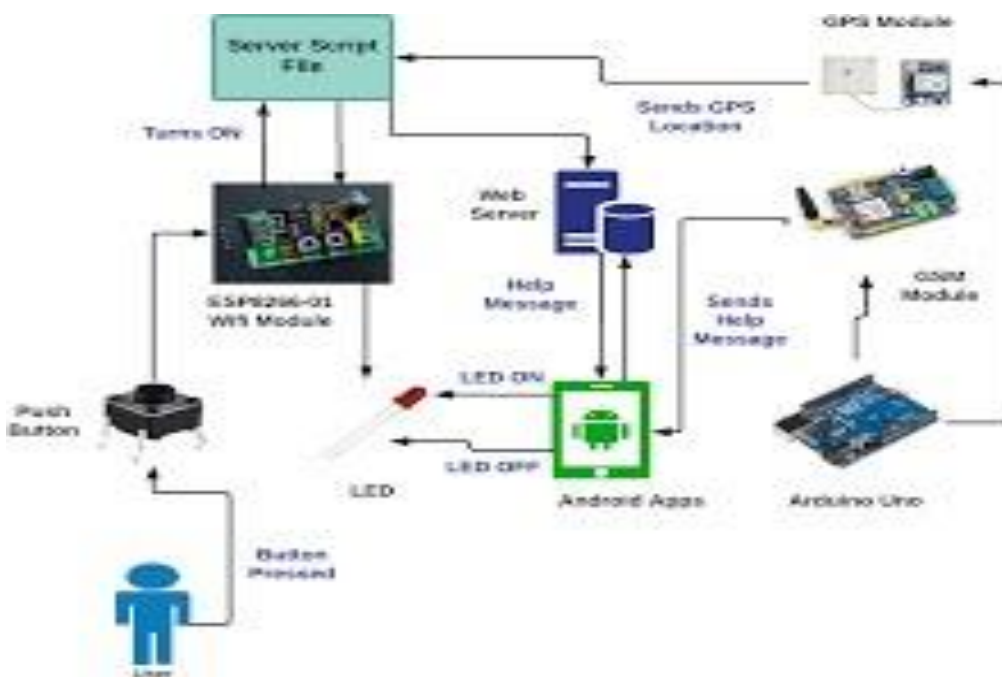 GPS Module
Server Script
File
Sends GPS
Location
Turns ON
Web
Server
ESP8266-01
Wifi Module
Help
Message
Sends
Help
Message
GSM
Module
LED ON
Push
Button
LED OFF
LED
Android Apps
Arduino Uno
Button
Pressed
User